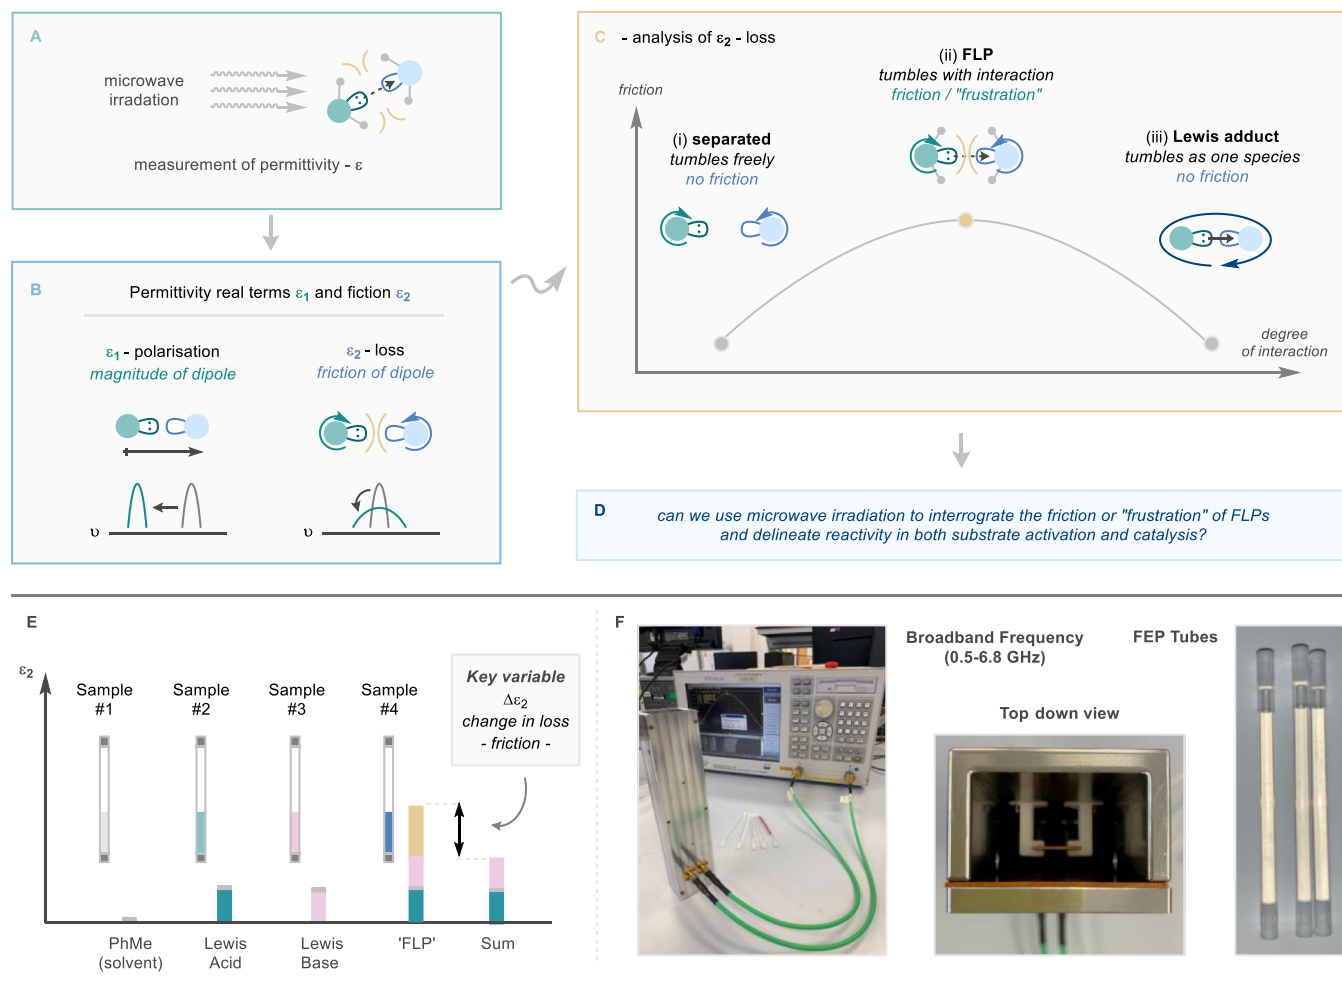 A
microwave
irradation
measurement of permittivity - ε
B
Permittivity real terms ε1 and fiction ε2
ε1 - polarisation
magnitude of dipole
ε2 - loss
friction of dipole
υ
υ
C - analysis of ε2 - loss
friction
(i) separated
tumbles freely
no friction
(ii) FLP
tumbles with interaction
friction / "frustration"
(iii) Lewis adduct
tumbles as one species
no friction
degree
of interaction
D
can we use microwave irradiation to interrograte the friction or "frustration" of FLPs
and delineate reactivity in both substrate activation and catalysis?
E
ε2
Sample
#1
Sample
#2
Sample
#3
Sample
#4
Key variable
Δε2
change in loss
- friction -
PhMe
(solvent)
Lewis
Acid
Lewis
Base
'FLP'
Sum
F
Broadband Frequency
(0.5-6.8 GHz)
FEP Tubes
Top down view